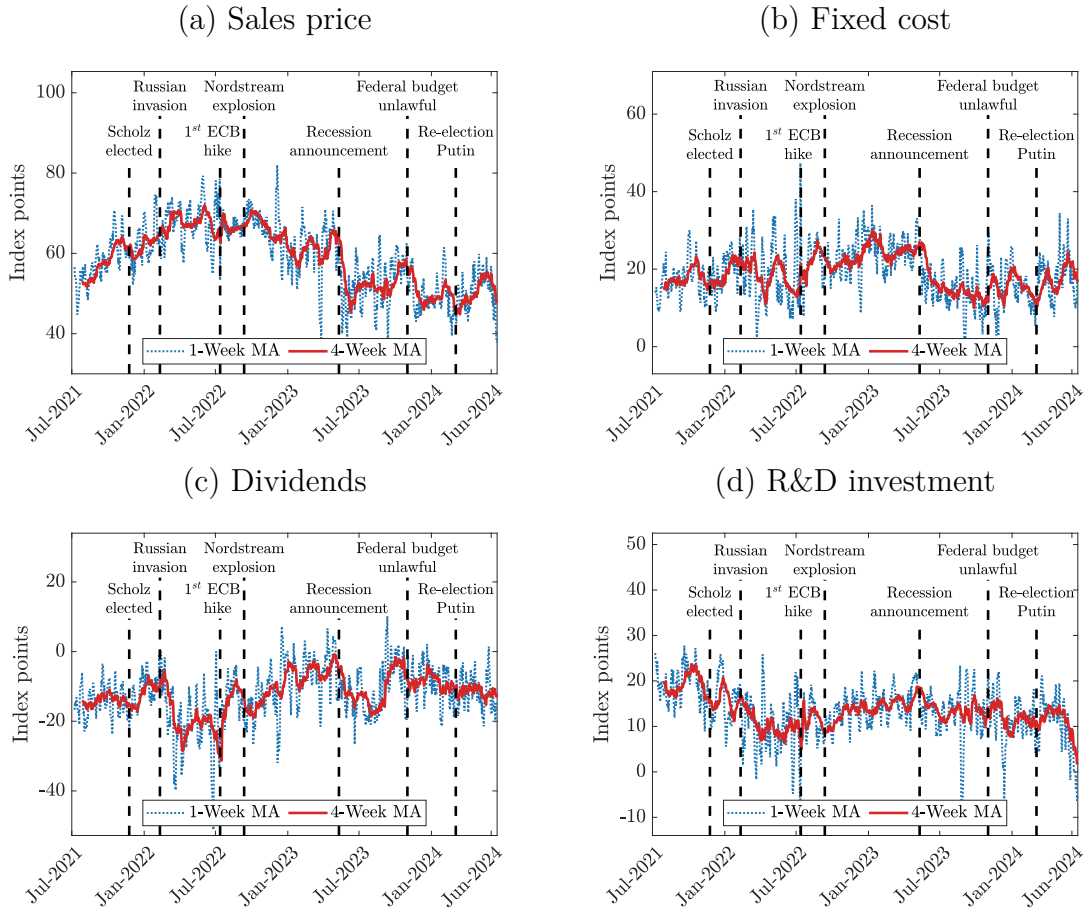 (a) Sales price
Index points
100
80
60
40
Russian
invasion
Nordstream
explosion
Federal budget
unlawful
Scholz
elected
1st ECB
hike
Recession
announcement
Re-election
Putin
1-Week MA
4-Week MA
Jul-2021
Jan-2022
Jul-2022
Jan-2023
Jul-2023
Jan-2024
Jun-2024
(b) Fixed cost
Index points
60
40
20
0
Russian
invasion
Nordstream
explosion
Federal budget
unlawful
Scholz
elected
1st ECB
hike
Recession
announcement
Re-election
Putin
1-Week MA
4-Week MA
Jul-2021
Jan-2022
Jul-2022
Jan-2023
Jul-2023
Jan-2024
Jun-2024
(c) Dividends
Index points
20
0
-20
-40
Russian
invasion
Nordstream
explosion
Federal budget
unlawful
Scholz
elected
1st ECB
hike
Recession
announcement
Re-election
Putin
1-Week MA
4-Week MA
Jul-2021
Jan-2022
Jul-2022
Jan-2023
Jul-2023
Jan-2024
Jun-2024
(d) R&D investment
Index points
50
40
30
20
10
0
-10
Russian
invasion
Nordstream
explosion
Federal budget
unlawful
Scholz
elected
1st ECB
hike
Recession
announcement
Re-election
Putin
1-Week MA
4-Week MA
Jul-2021
Jan-2022
Jul-2022
Jan-2023
Jul-2023
Jan-2024
Jun-2024